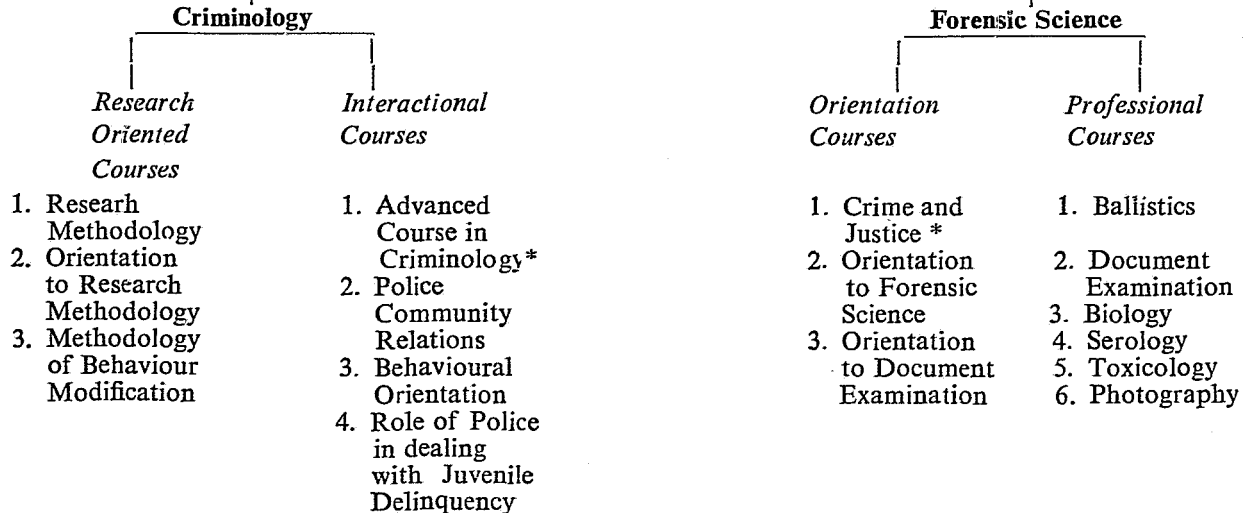 Criminology
Research
Oriented
Courses
1. Researh
Methodology
2. Orientation
to Research
Methodology
3. Methodology
of Behaviour
Modification
Interactional
Courses
1. Advanced
Course in
Criminology*
2. Police
Community
Relations
3. Behavioural
Orientation
4. Role of Police
in dealing
with Juvenile
Delinquency
Forensic Science
Orientation
Courses
1. Crime and
Justice *
2. Orientation
to Forensic
Science
3. Orientation
to Document
Examination
Professional
Courses
1. Ballistics
2. Document
Examination
3. Biology
4. Serology
5. Toxicology
6. Photography